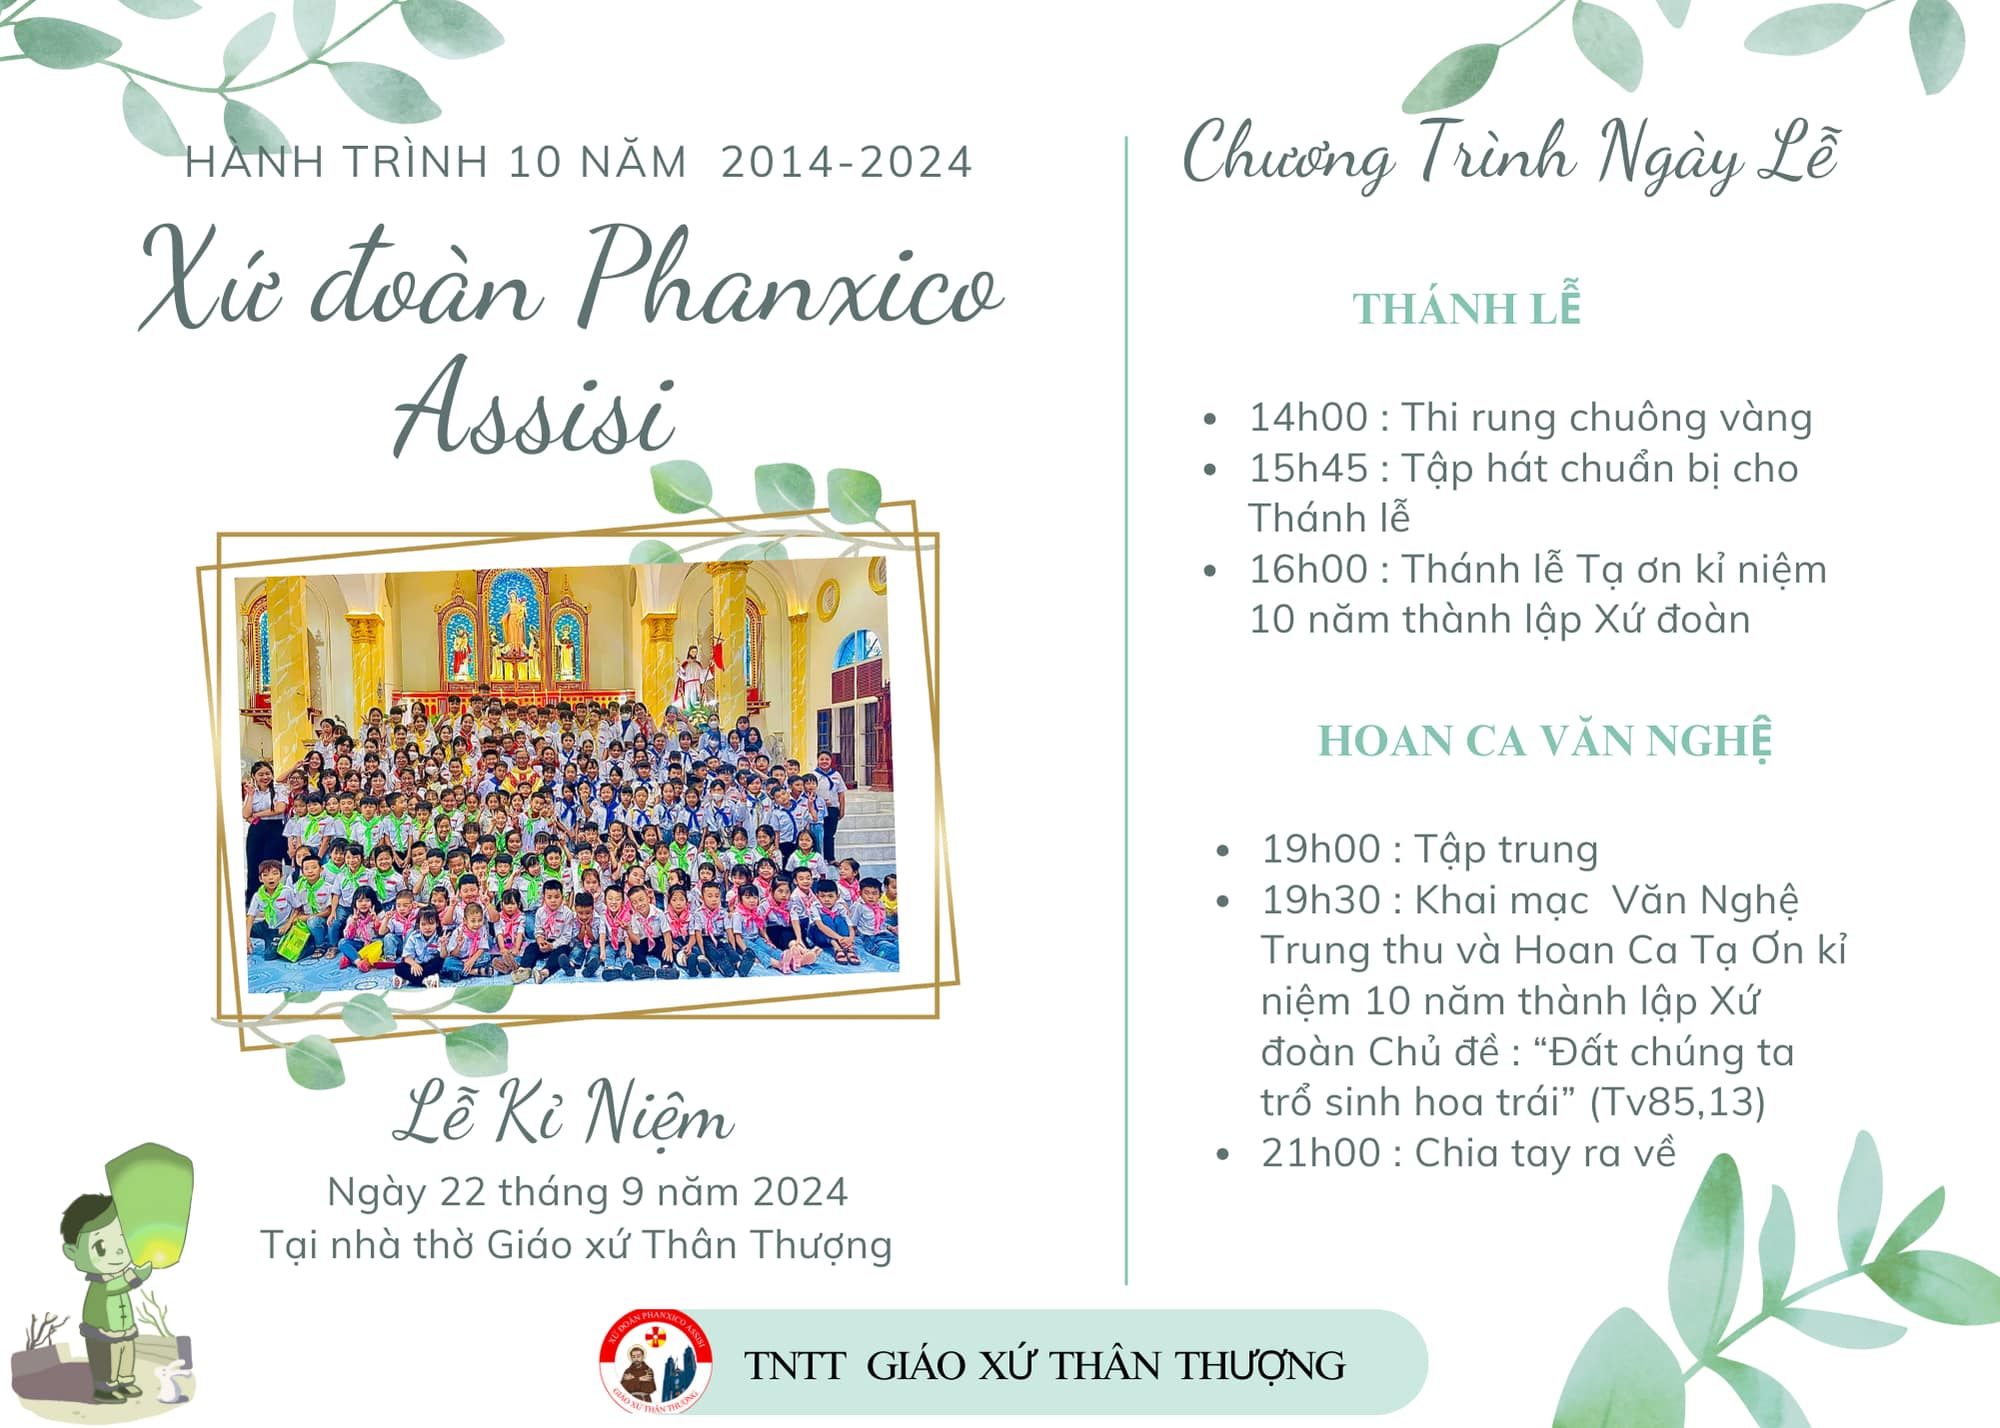 HÀNH TRÌNH 10 NĂM 2014-2024
Xứ đoàn Phanxico
Assisi
Lễ Kỉ Niệm
Ngày 22 tháng 9 năm 2024
Tại nhà thờ Giáo xứ Thân Thượng
Chương Trình Ngày Lễ
THÁNH LỄ
• 14h00 : Thi rung chuông vàng
• 15h45 : Tập hát chuẩn bị cho
Thánh lễ
• 16h00 : Thánh lễ Tạ ơn kỉ niệm
10 năm thành lập Xứ đoàn
HOAN CA VĂN NGHỆ
• 19h00 : Tập trung
• 19h30 : Khai mạc Văn Nghệ
Trung thu và Hoan Ca Tạ Ơn kỉ
niệm 10 năm thành lập Xứ
đoàn Chủ đề : “Đất chúng ta
trổ sinh hoa trái” (Tv85,13)
• 21h00 : Chia tay ra về
XỨ ĐOÀN PHANXICO ASSISI
GIÁO XỨ THÂN THƯỢNG
TNTT GIÁO XỨ THÂN THƯỢNG